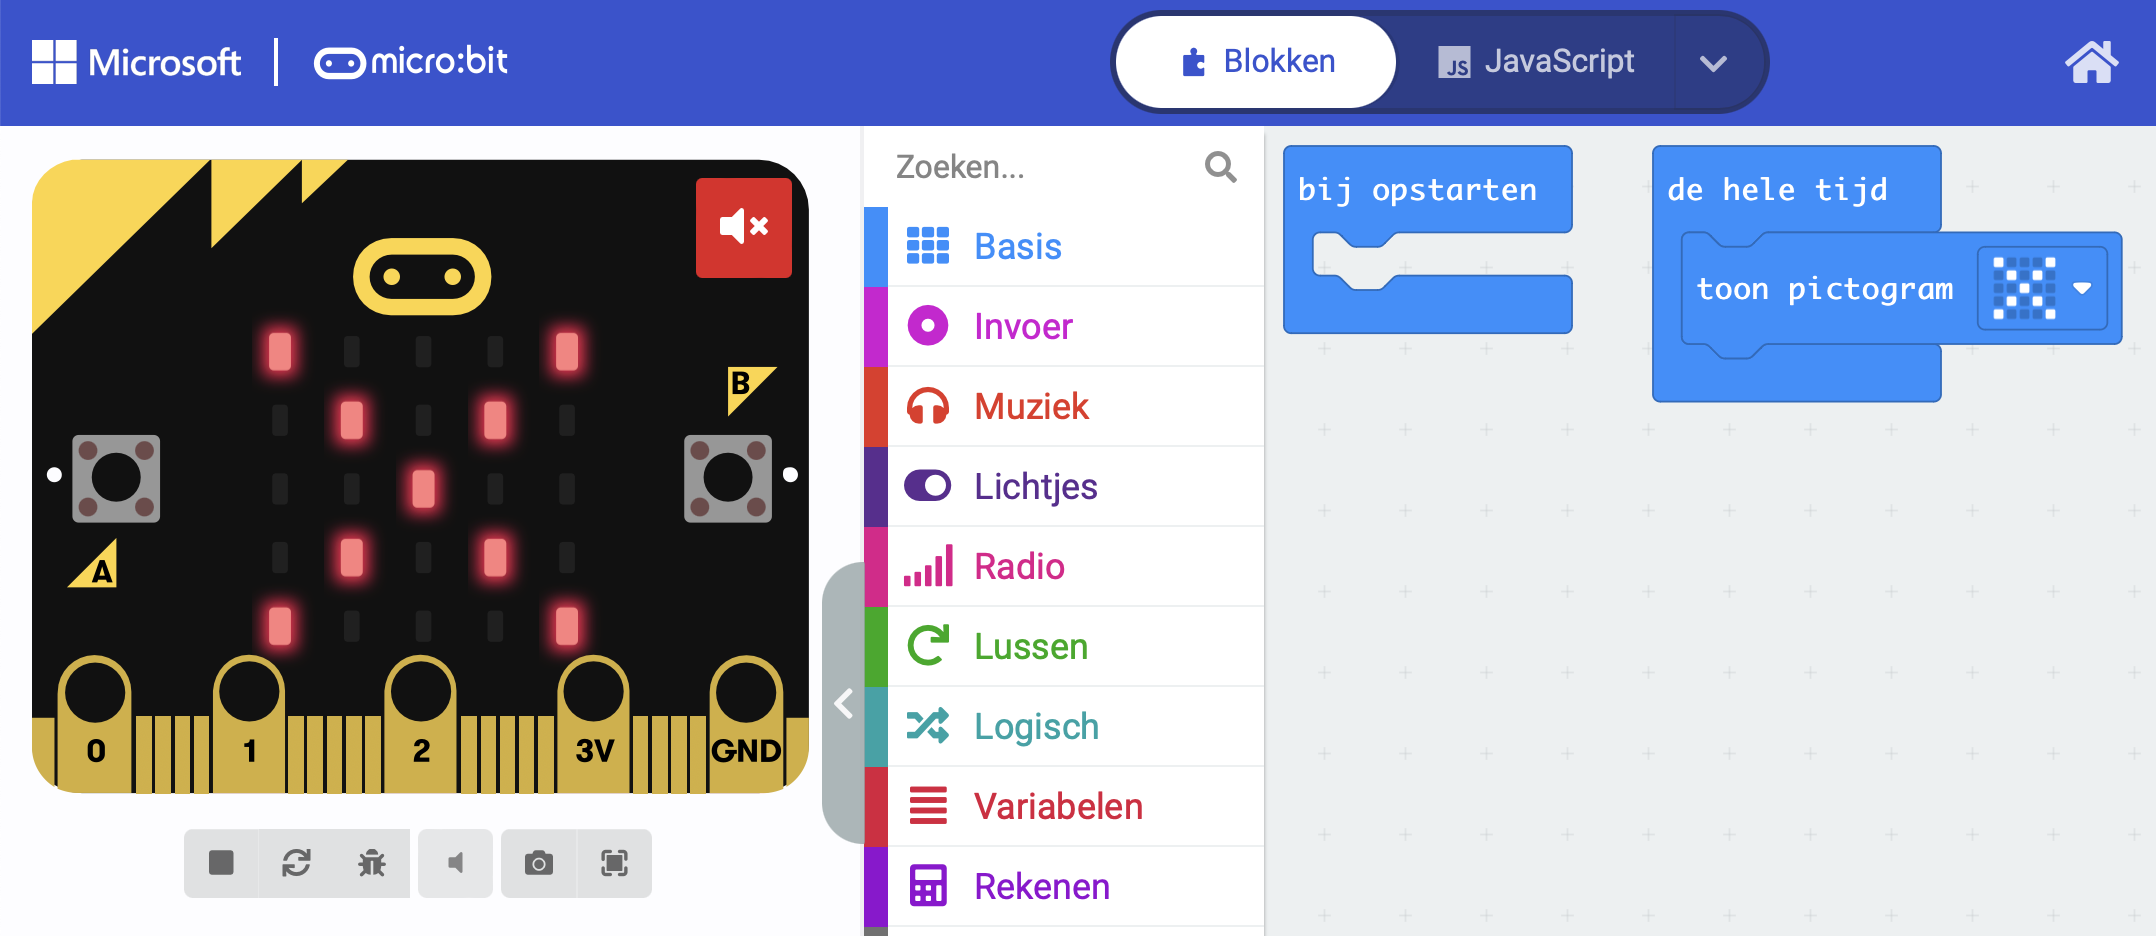 Microsoft micro:bit
Blokken
JavaScript
B
A
0 1 2 3V GND
Zoeken...
Basis
Invoer
Muziek
Lichtjes
Radio
Lussen
Logisch
Variabelen
Rekenen
bij opstarten
de hele tijd
toon pictogram